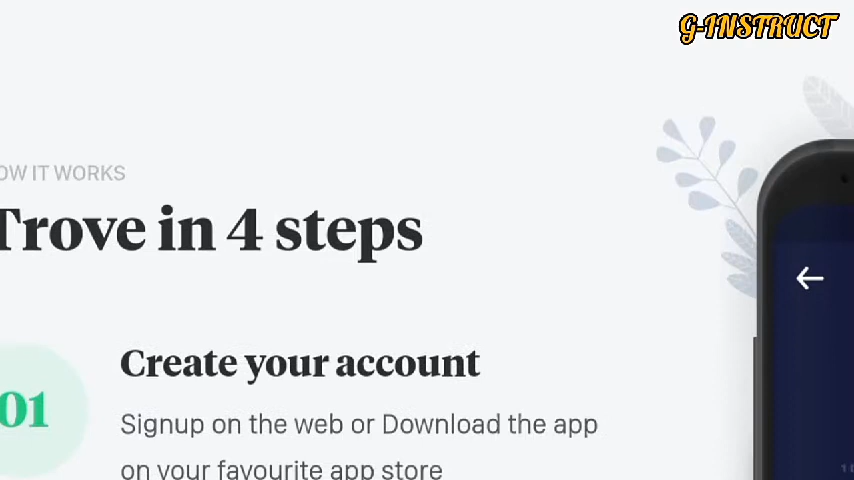 G-INSTRUCT
OW IT WORKS
Trove in 4 steps
Create your account
01
Signup on the web or Download the app
on your favourite app store